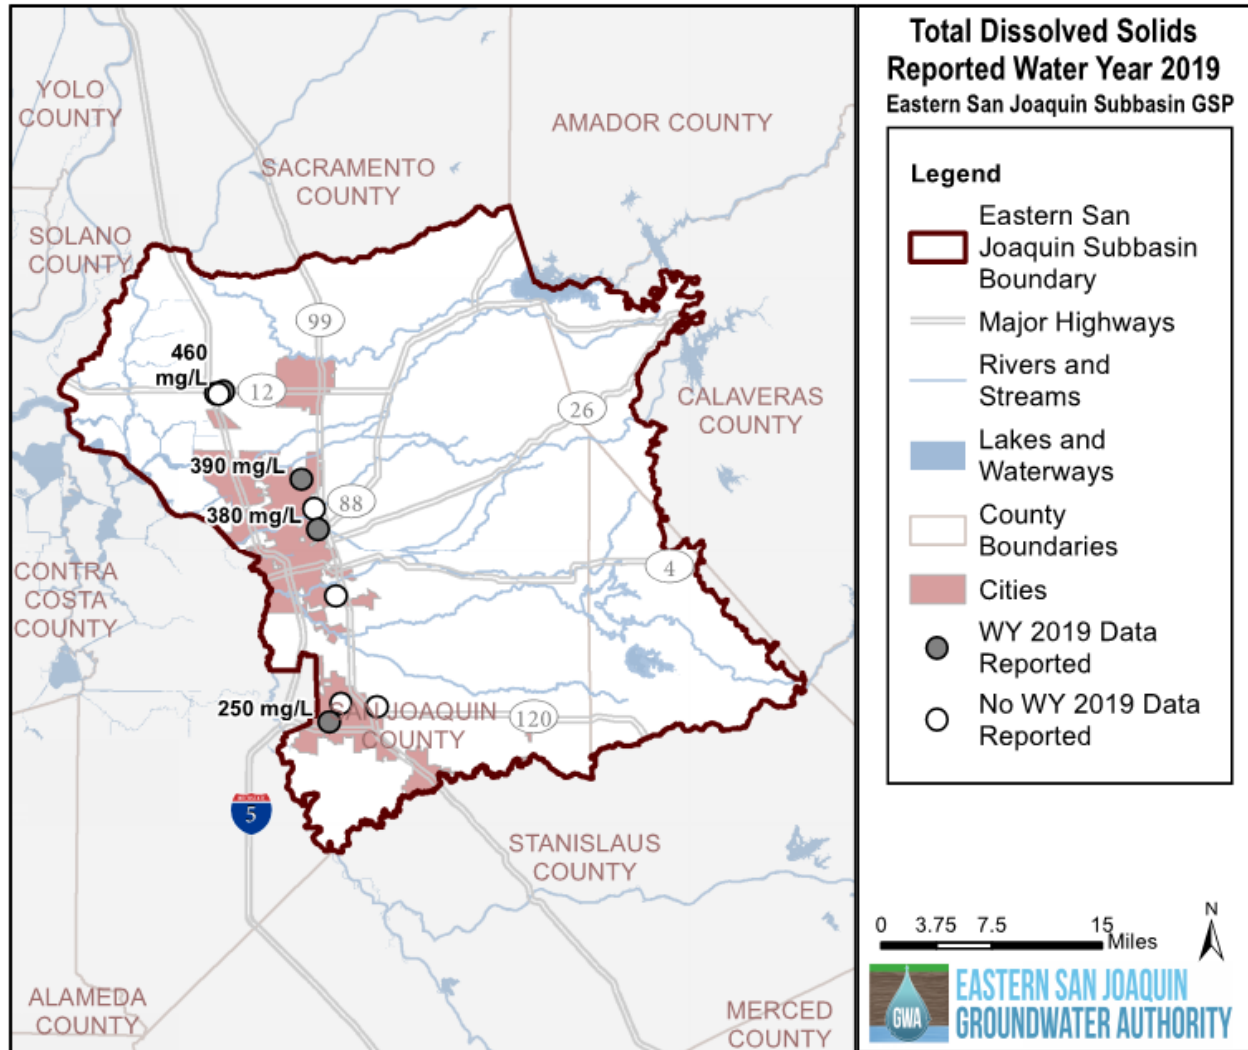 YOLO
COUNTY
AMADOR COUNTY
SACRAMENTO
COUNTY
SOLANO
COUNTY
99
460
mg/L
12
26
CALAVERAS
COUNTY
390 mg/L
88
380 mg/L
4
CONTRA
COSTA
COUNTY
250 mg/L
SAN JOAQUIN
COUNTY
120
5
STANISLAUS
COUNTY
ALAMEDA
COUNTY
MERCED
COUNTY
Total Dissolved Solids
Reported Water Year 2019
Eastern San Joaquin Subbasin GSP
Legend
Eastern San
Joaquin Subbasin
Boundary
Major Highways
Rivers and
Streams
Lakes and
Waterways
County
Boundaries
Cities
WY 2019 Data
Reported
No WY 2019 Data
Reported
0 3.75 7.5 15
Miles
N
GWA
EASTERN SAN JOAQUIN
GROUNDWATER AUTHORITY